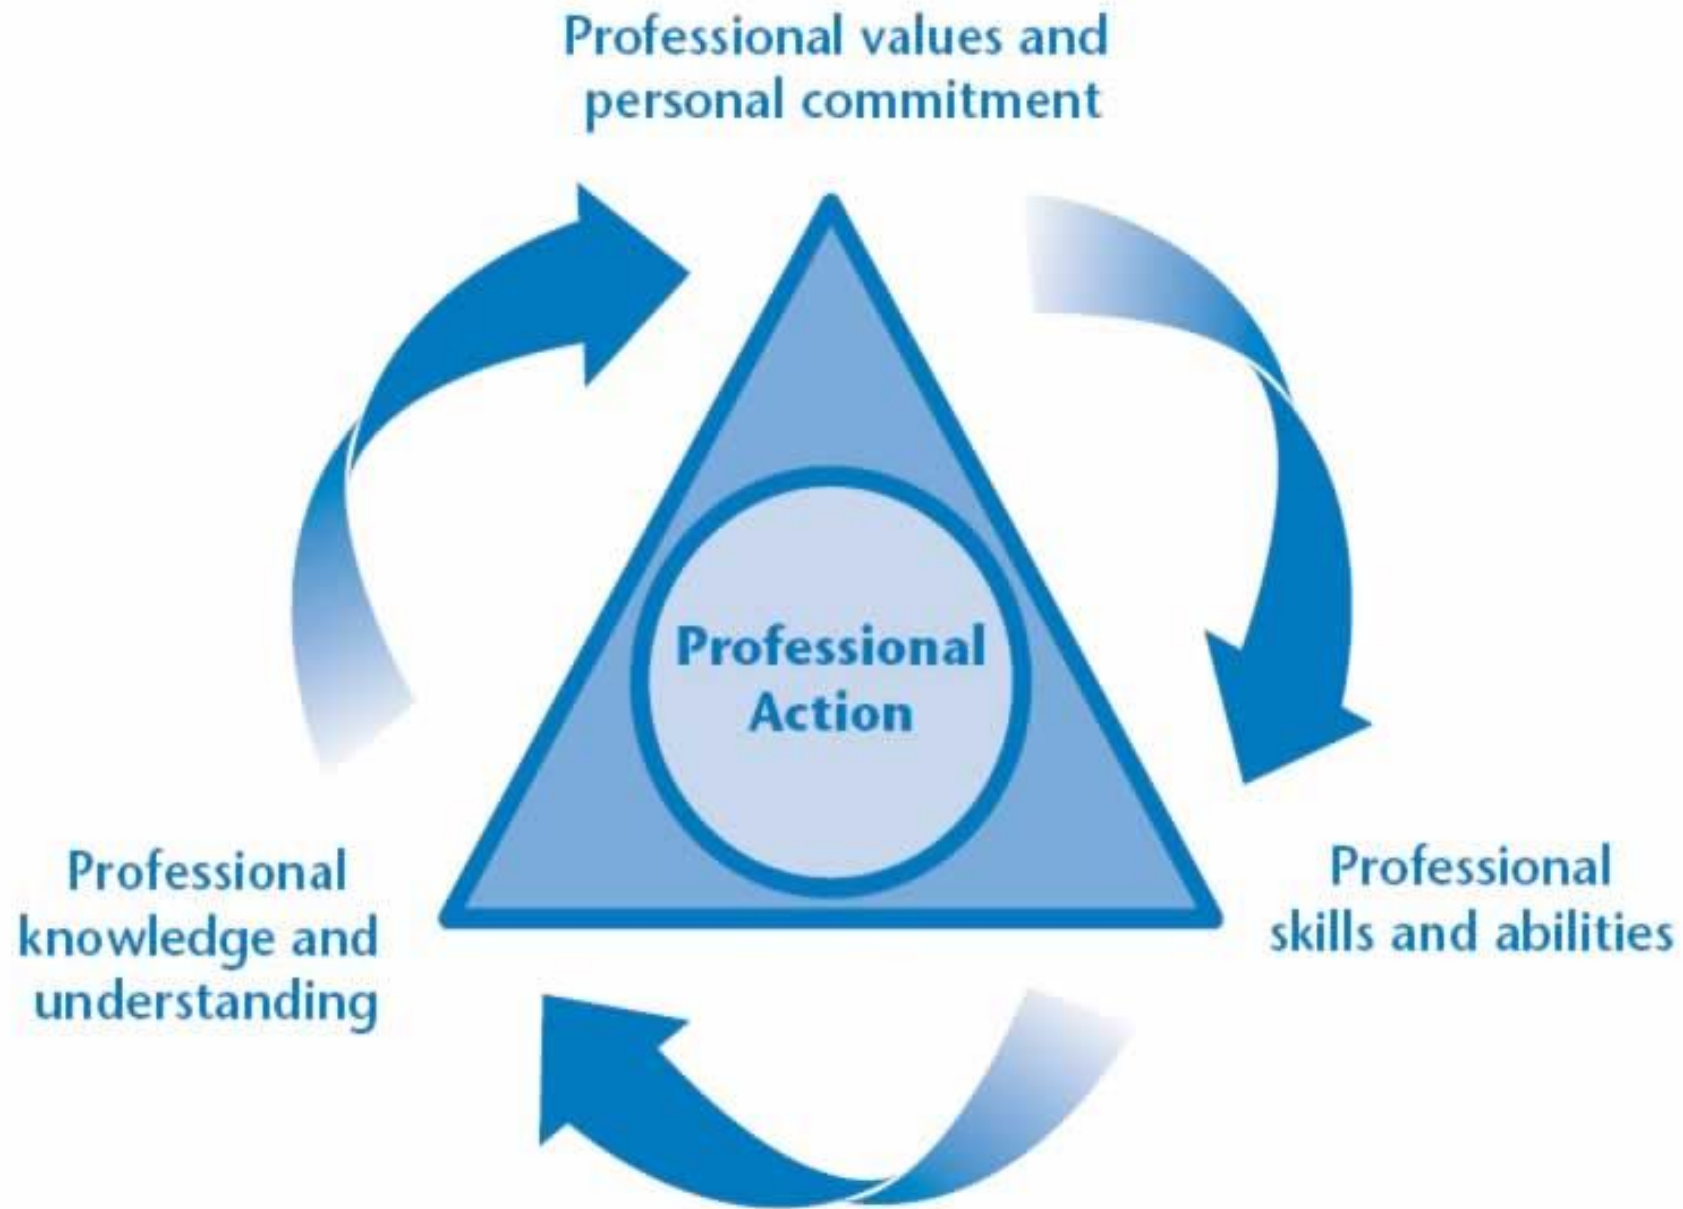 Professional values and
personal commitment
Professional
Action
Professional
knowledge and
understanding
Professional
skills and abilities